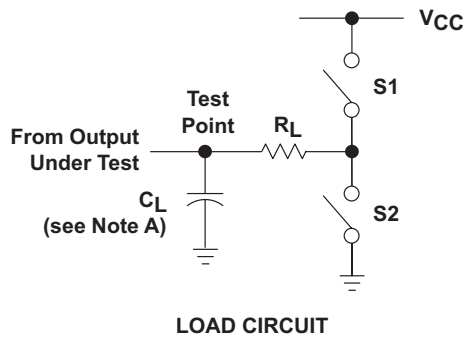 VCC
S1
Test
Point
RL
From Output
Under Test
CL
(see Note A)
S2
LOAD CIRCUIT